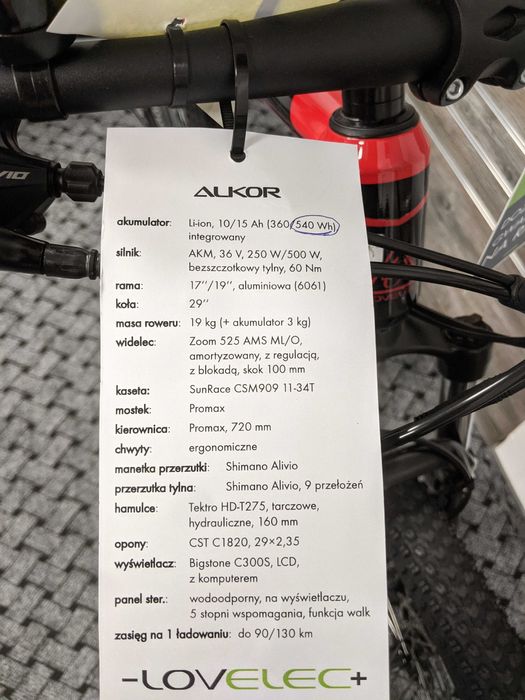 ALKOR
akumulator: Li-ion, 10/15 Ah (360/540 Wh)
integrowany
silnik: AKM, 36 V, 250 W/500 W,
bezszczotkowy tylny, 60 Nm
rama: 17’’/19’’, aluminiowa (6061)
koła: 29’’
masa roweru: 19 kg (+ akumulator 3 kg)
widelec: Zoom 525 AMS ML/O,
amortyzowany, z regulacją,
z blokadą, skok 100 mm
kaseta: SunRace CSM909 11-34T
mostek: Promax
kierownica: Promax, 720 mm
chwyty: ergonomiczne
manetka przerzutki: Shimano Alivio
przerzutka tylna: Shimano Alivio, 9 przełożeń
hamulce: Tektro HD-T275, tarczowe,
hydrauliczne, 160 mm
opony: CST C1820, 29×2,35
wyświetlacz: Bigstone C300S, LCD,
z komputerem
panel ster.: wodoodporny, na wyświetlaczu,
5 stopni wspomagania, funkcja walk
zasięg na 1 ładowaniu: do 90/130 km
-LOVELEC+